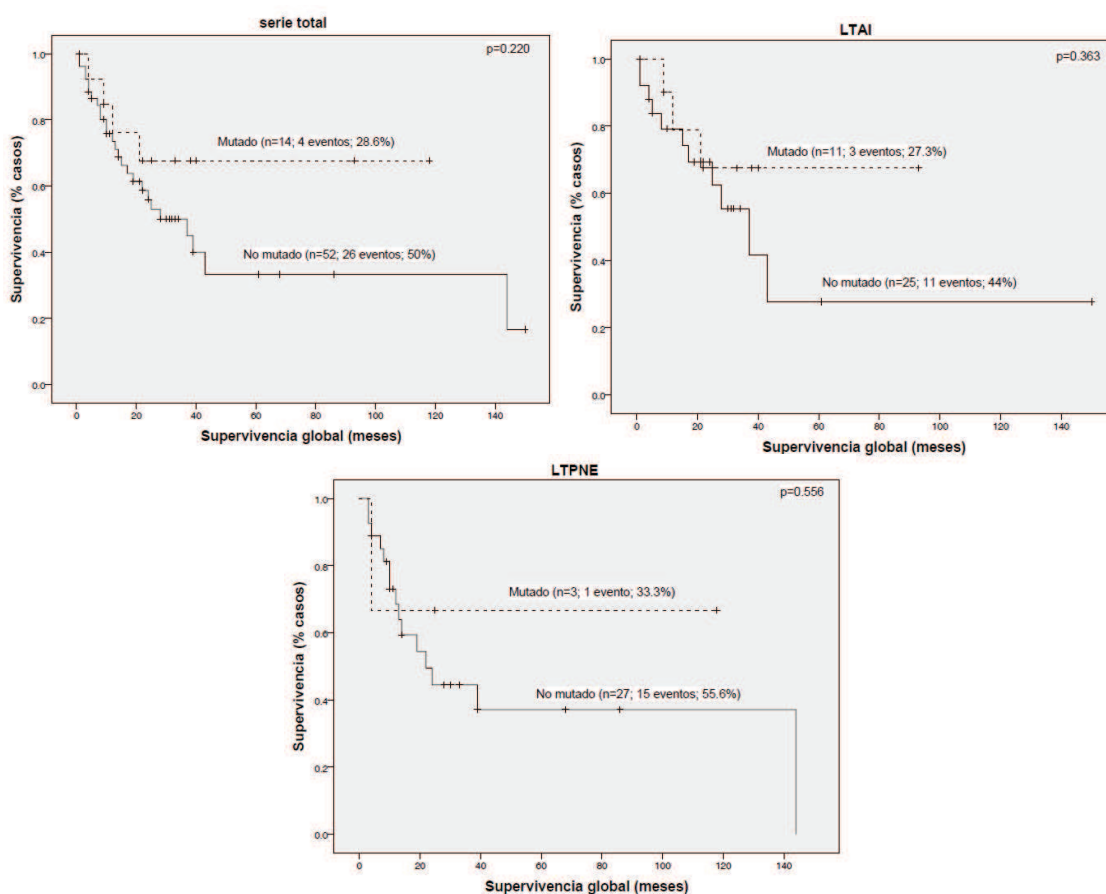 serie total
p=0.220
Supervivencia (% casos)
1.0
0.8
0.6
0.4
0.2
0.0
Mutado (n=14; 4 eventos; 28.6%)
No mutado (n=52; 26 eventos; 50%)
0 20 40 60 80 100 120 140
Supervivencia global (meses)
LTAI
p=0.363
Supervivencia (% casos)
1.0
0.8
0.6
0.4
0.2
0.0
Mutado (n=11; 3 eventos; 27.3%)
No mutado (n=25; 11 eventos; 44%)
0 20 40 60 80 100 120 140
Supervivencia global (meses)
LTPNE
p=0.556
Supervivencia (% casos)
1.0
0.8
0.6
0.4
0.2
0.0
Mutado (n=3; 1 evento; 33.3%)
No mutado (n=27; 15 eventos; 55.6%)
0 20 40 60 80 100 120 140
Supervivencia global (meses)